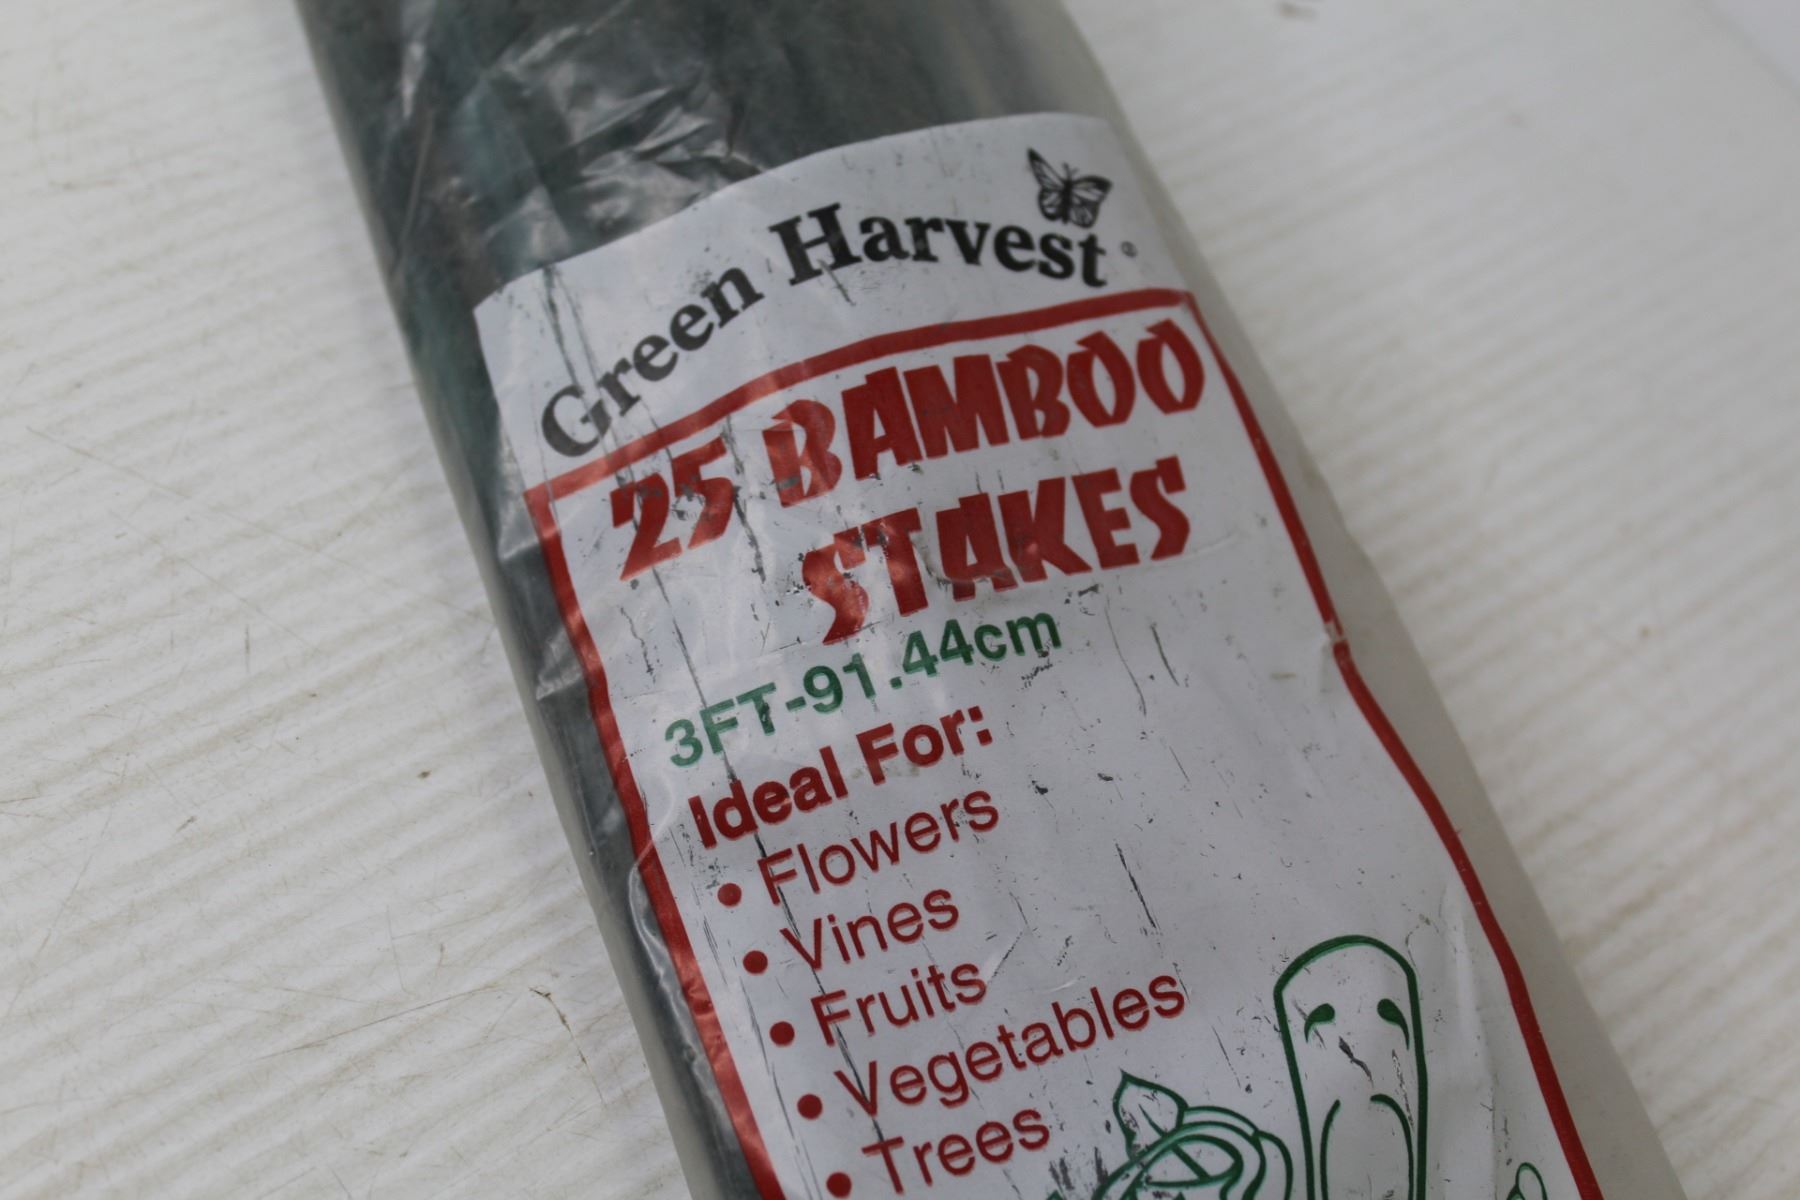 Green Harvest®
25 BAMBOO
STAKES
3FT-91.44cm
Ideal For:
• Flowers
• Vines
• Fruits
• Vegetables
• Trees